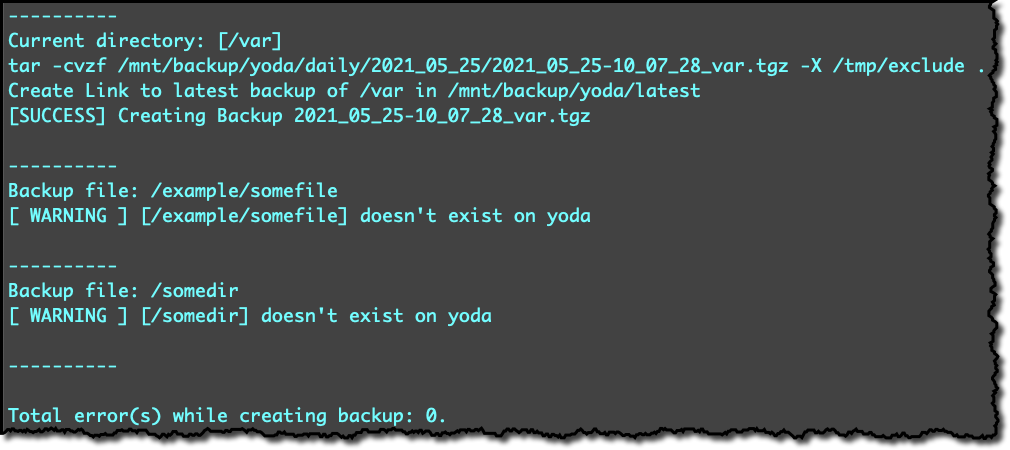 ----------
Current directory: [/var]
tar -cvzf /mnt/backup/yoda/daily/2021_05_25/2021_05_25-10_07_28_var.tgz -X /tmp/exclude .
Create Link to latest backup of /var in /mnt/backup/yoda/latest
[SUCCESS] Creating Backup 2021_05_25-10_07_28_var.tgz
----------
Backup file: /example/somefile
[ WARNING ] [/example/somefile] doesn't exist on yoda
----------
Backup file: /somedir
[ WARNING ] [/somedir] doesn't exist on yoda
----------
Total error(s) while creating backup: 0.